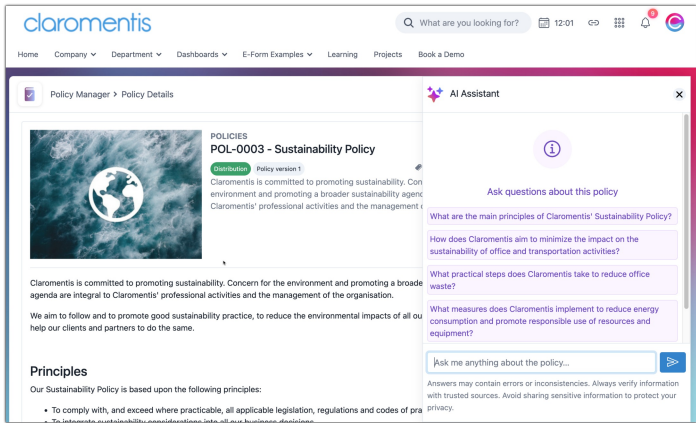 claromentis
What are you looking for?
12:01
9
Home Company Department Dashboards E-Form Examples Learning Projects Book a Demo
Policy Manager > Policy Details
POLICIES
POL-0003 - Sustainability Policy
Distribution Policy version 1
Claromentis is committed to promoting sustainability. Con
environment and promoting a broader sustainability agend
Claromentis' professional activities and the management
Claromentis is committed to promoting sustainability. Concern for the environment and promoting a broade
agenda are integral to Claromentis' professional activities and the management of the organisation.
We aim to follow and to promote good sustainability practice, to reduce the environmental impacts of all ou
help our clients and partners to do the same.
Principles
Our Sustainability Policy is based upon the following principles:
• To comply with, and exceed where practicable, all applicable legislation, regulations and codes of pra
• To integrate sustainability considerations into all our business decisions
AI Assistant
Ask questions about this policy
What are the main principles of Claromentis' Sustainability Policy?
How does Claromentis aim to minimize the impact on the
sustainability of office and transportation activities?
What practical steps does Claromentis take to reduce office
waste?
What measures does Claromentis implement to reduce energy
consumption and promote responsible use of resources and
equipment?
Ask me anything about the policy...
Answers may contain errors or inconsistencies. Always verify information
with trusted sources. Avoid sharing sensitive information to protect your
privacy.